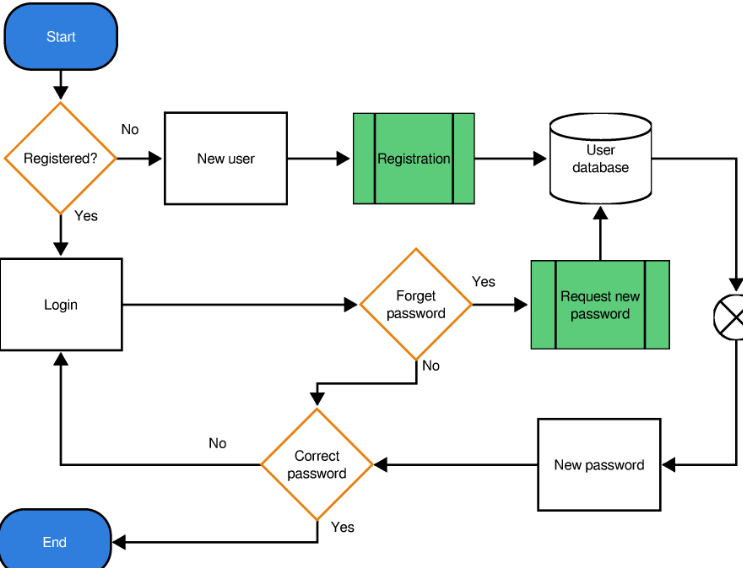 Start
No
Registered?
New user
Registration
User
database
Yes
Login
Forget
password
Yes
Request new
password
No
No
Correct
password
New password
Yes
End